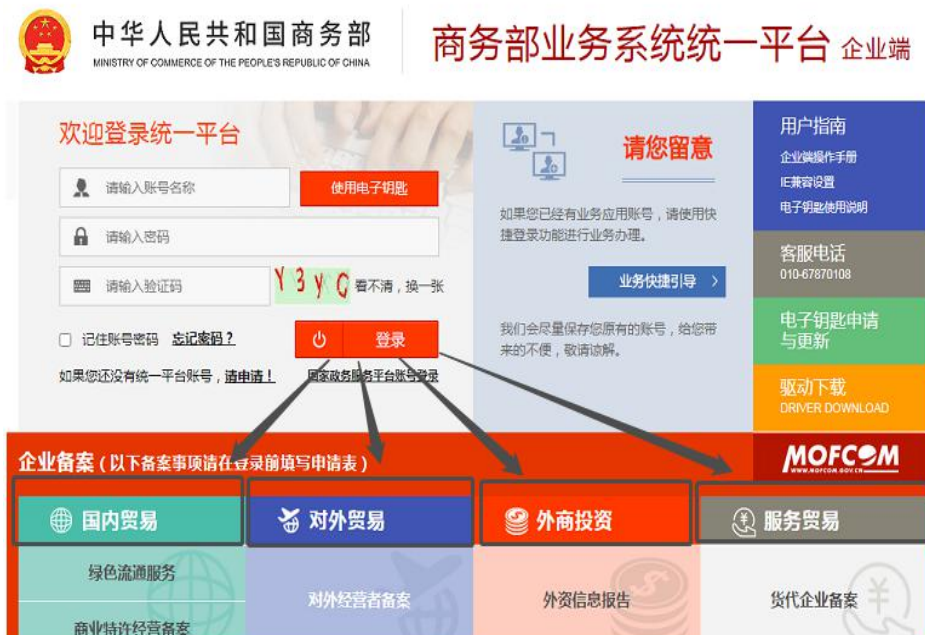 中华人民共和国商务部
MINISTRY OF COMMERCE OF THE PEOPLE'S REPUBLIC OF CHINA
商务部业务系统统一平台 企业端
欢迎登录统一平台
请输入账号名称
使用电子钥匙
请输入密码
请输入验证码
Y3yC
看不清，换一张
记住账号密码 忘记密码？
登录
如果您还没有统一平台账号，请申请！
国家政务服务平台账号登录
请您留意
如果您已经有业务应用账号，请使用快
捷登录功能进行业务办理。
业务快捷引导 >
我们会尽量保存您原有的账号，给您带
来的不便，敬请谅解。
用户指南
企业端操作手册
IE兼容设置
电子钥匙使用说明
客服电话
010-67870108
电子钥匙申请
与更新
驱动下载
DRIVER DOWNLOAD
企业备案（以下备案事项请在登录前填写申请表）
MOFCOM
WWW.MOFCOM.GOV.CN
国内贸易
对外贸易
外商投资
服务贸易
绿色流通服务
商业特许经营备案
对外经营者备案
外资信息报告
货代企业备案